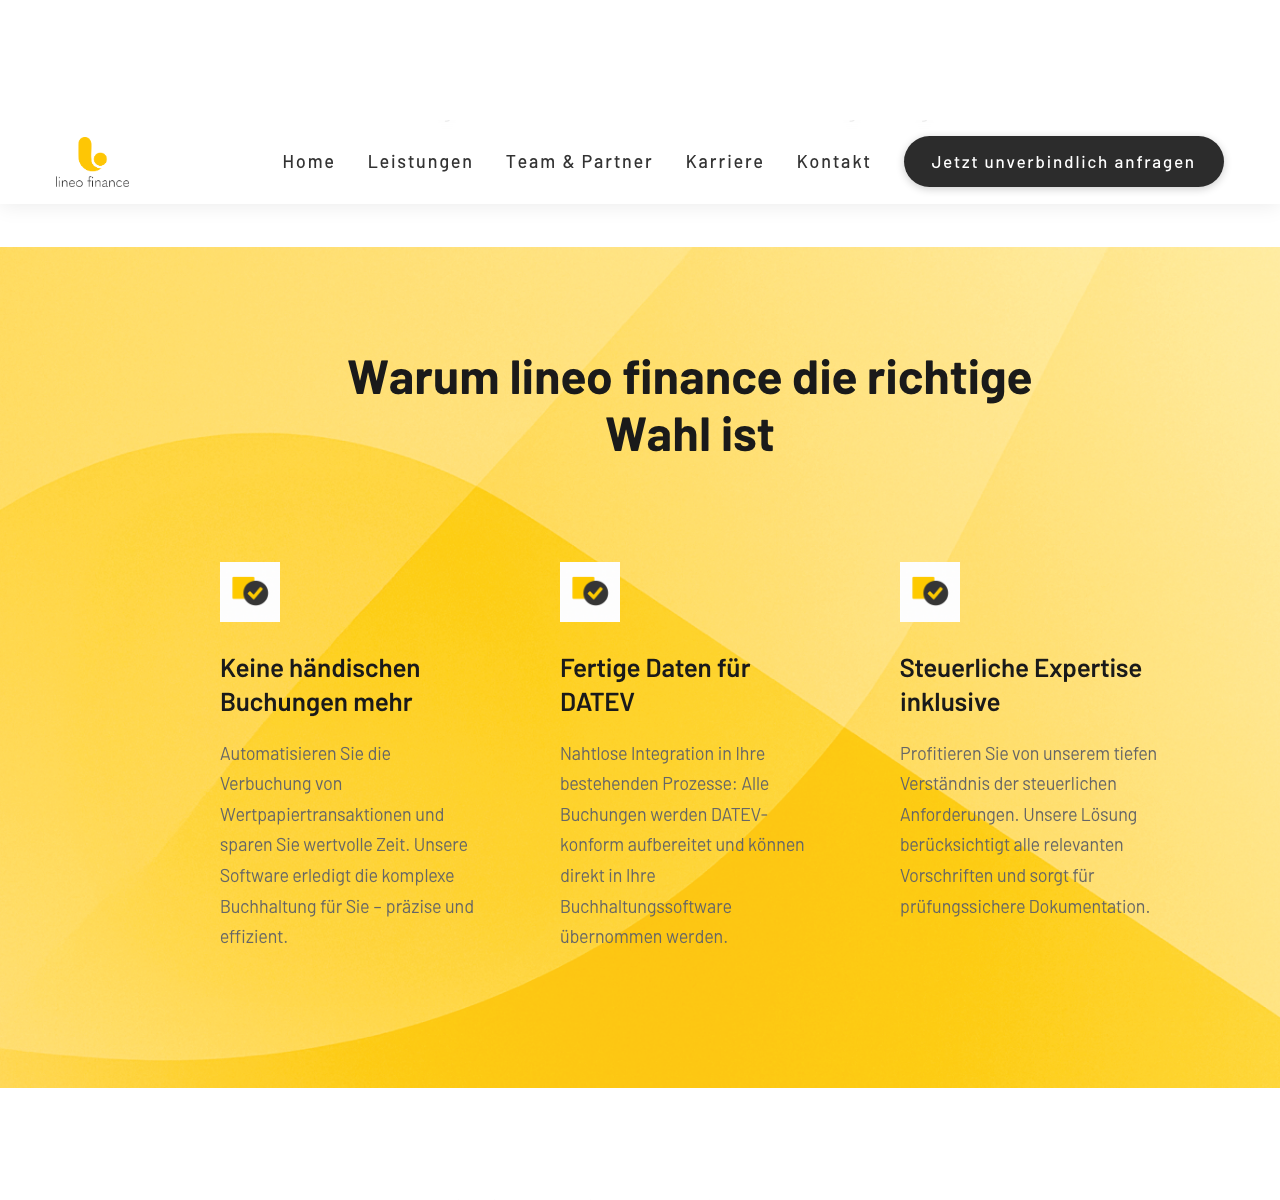 lineo finance
Home Leistungen Team & Partner Karriere Kontakt Jetzt unverbindlich anfragen
Warum lineo finance die richtige
Wahl ist
Keine händischen
Buchungen mehr
Automatisieren Sie die
Verbuchung von
Wertpapiertransaktionen und
sparen Sie wertvolle Zeit. Unsere
Software erledigt die komplexe
Buchhaltung für Sie – präzise und
effizient.
Fertige Daten für
DATEV
Nahtlose Integration in Ihre
bestehenden Prozesse: Alle
Buchungen werden DATEV-
konform aufbereitet und können
direkt in Ihre
Buchhaltungssoftware
übernommen werden.
Steuerliche Expertise
inklusive
Profitieren Sie von unserem tiefen
Verständnis der steuerlichen
Anforderungen. Unsere Lösung
berücksichtigt alle relevanten
Vorschriften und sorgt für
prüfungssichere Dokumentation.